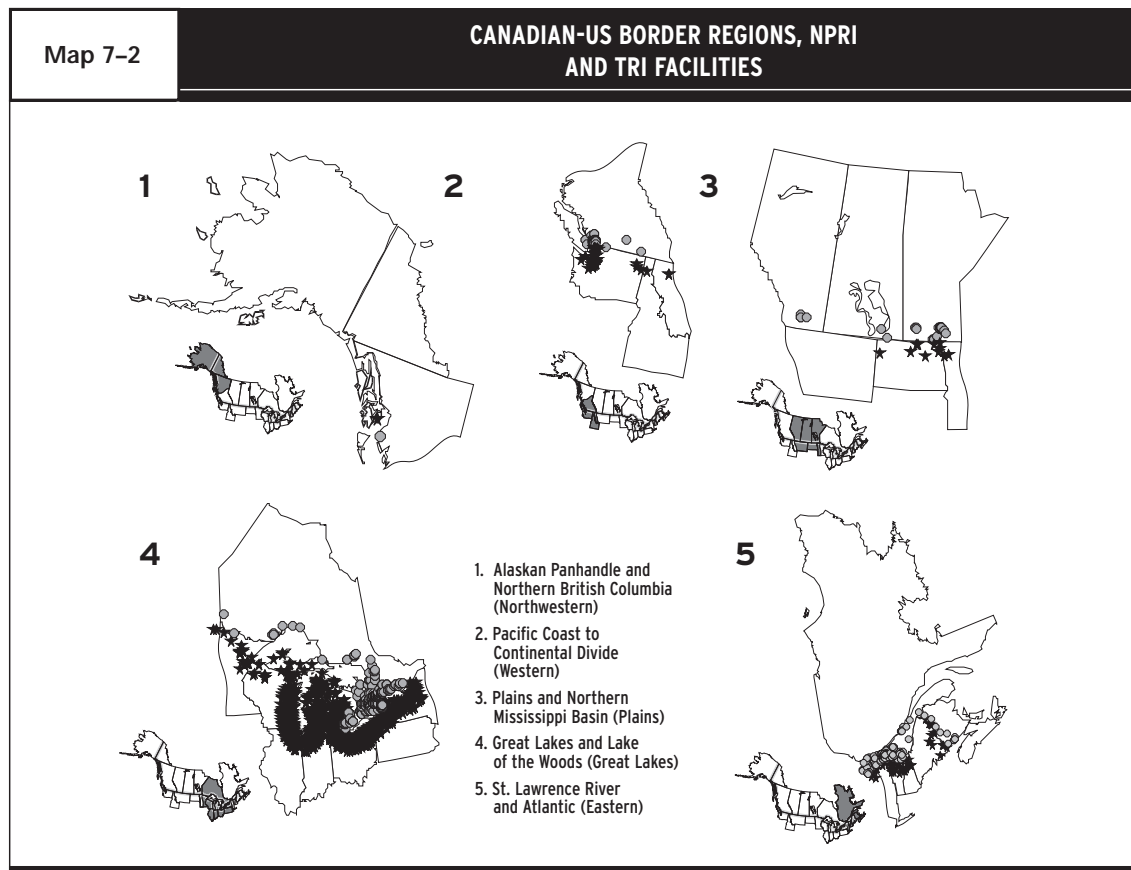 Map 7–2
CANADIAN-US BORDER REGIONS, NPRI
AND TRI FACILITIES
1
2
3
4
5
1. Alaskan Panhandle and
Northern British Columbia
(Northwestern)
2. Pacific Coast to
Continental Divide
(Western)
3. Plains and Northern
Mississippi Basin (Plains)
4. Great Lakes and Lake
of the Woods (Great Lakes)
5. St. Lawrence River
and Atlantic (Eastern)